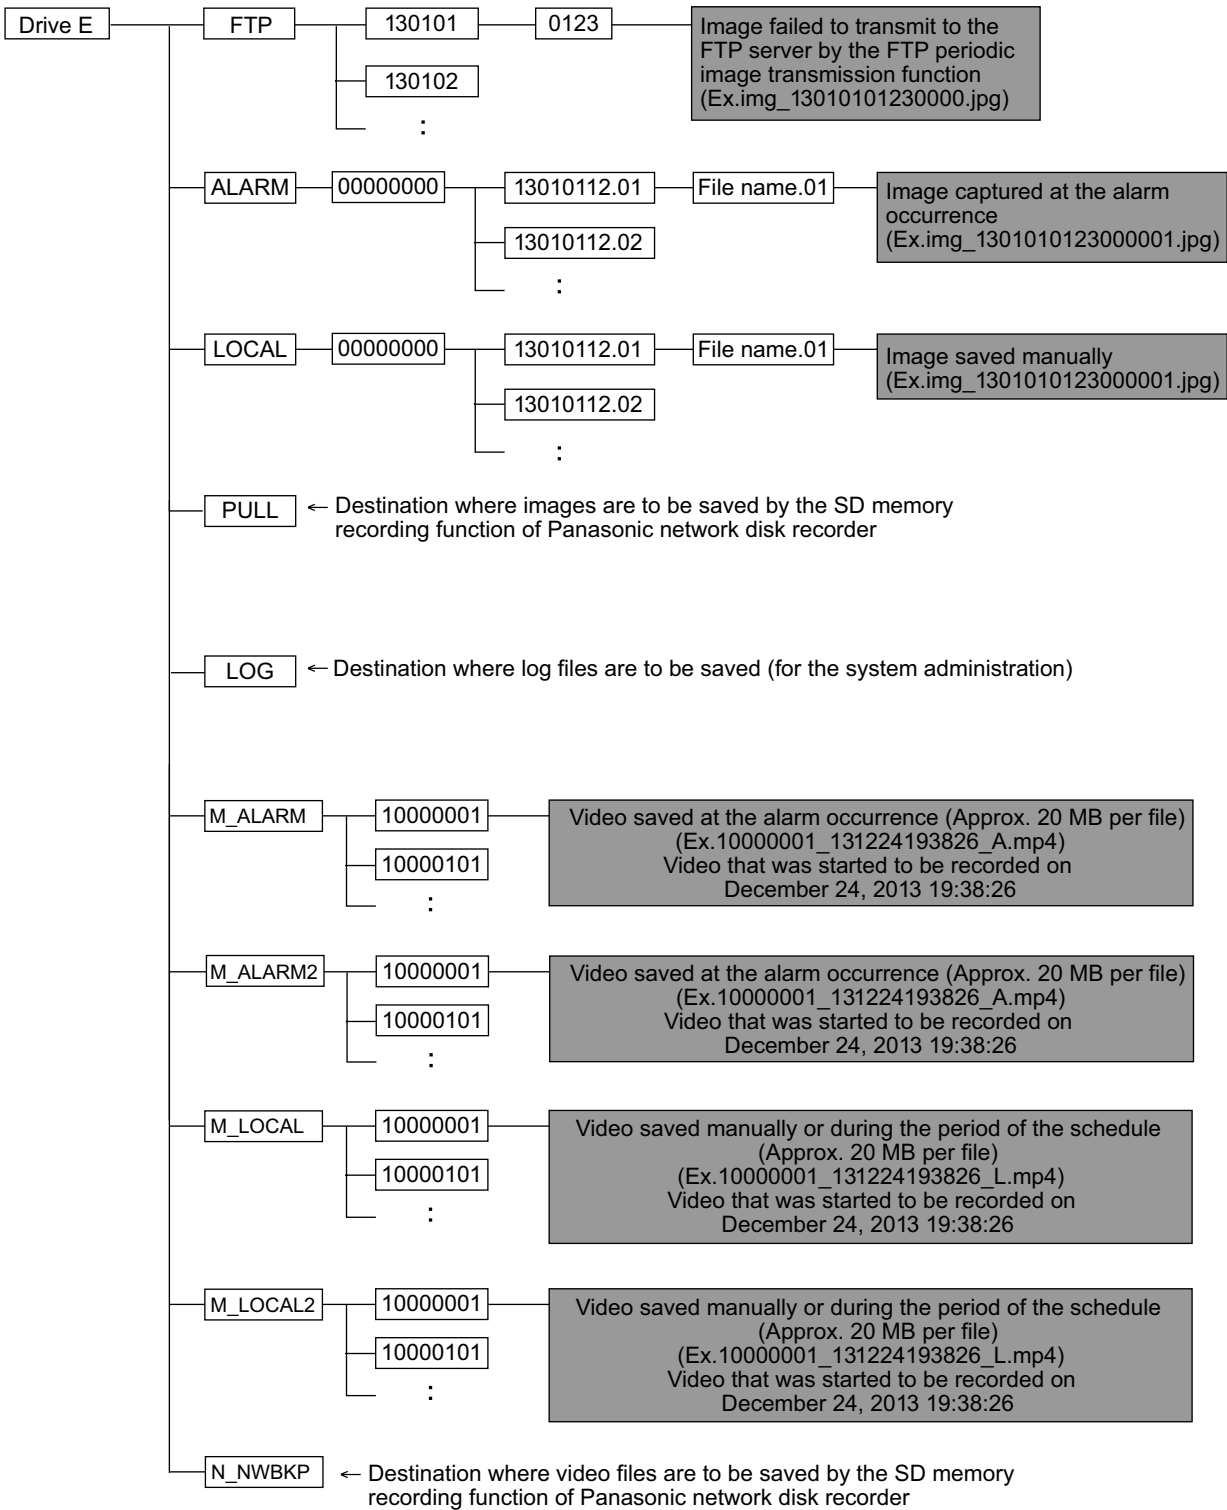 Drive E
FTP
130101
0123
Image failed to transmit to the
FTP server by the FTP periodic
image transmission function
(Ex.img_13010101230000.jpg)
130102
:
ALARM
00000000
13010112.01
File name.01
Image captured at the alarm
occurrence
(Ex.img_1301010123000001.jpg)
13010112.02
:
LOCAL
00000000
13010112.01
File name.01
Image saved manually
(Ex.img_1301010123000001.jpg)
13010112.02
:
PULL
← Destination where images are to be saved by the SD memory
recording function of Panasonic network disk recorder
LOG
← Destination where log files are to be saved (for the system administration)
M_ALARM
10000001
Video saved at the alarm occurrence (Approx. 20 MB per file)
(Ex.10000001_131224193826_A.mp4)
Video that was started to be recorded on
December 24, 2013 19:38:26
10000101
:
M_ALARM2
10000001
Video saved at the alarm occurrence (Approx. 20 MB per file)
(Ex.10000001_131224193826_A.mp4)
Video that was started to be recorded on
December 24, 2013 19:38:26
10000101
:
M_LOCAL
10000001
Video saved manually or during the period of the schedule
(Approx. 20 MB per file)
(Ex.10000001_131224193826_L.mp4)
Video that was started to be recorded on
December 24, 2013 19:38:26
10000101
:
M_LOCAL2
10000001
Video saved manually or during the period of the schedule
(Approx. 20 MB per file)
(Ex.10000001_131224193826_L.mp4)
Video that was started to be recorded on
December 24, 2013 19:38:26
10000101
:
N_NWBKP
← Destination where video files are to be saved by the SD memory
recording function of Panasonic network disk recorder